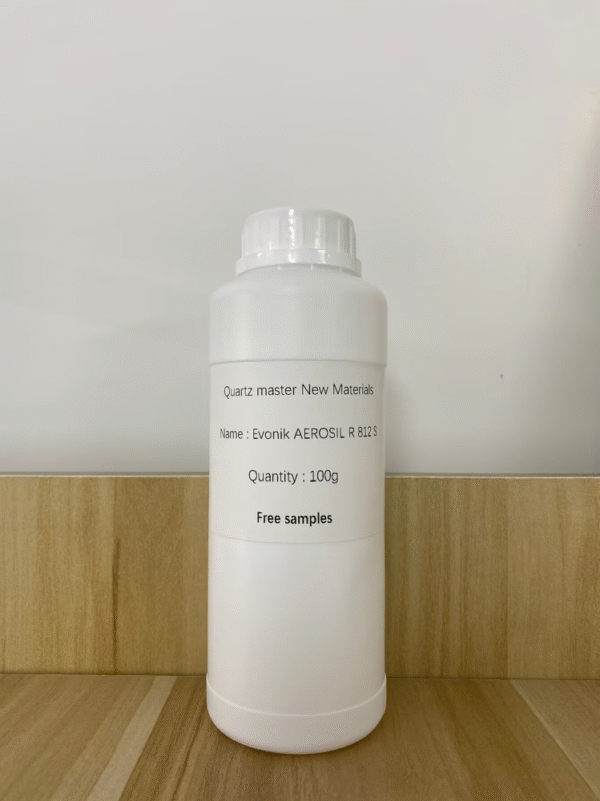 Quartz master New Materials
Name : Evonik AEROSIL R 812 S
Quantity : 100g
Free samples